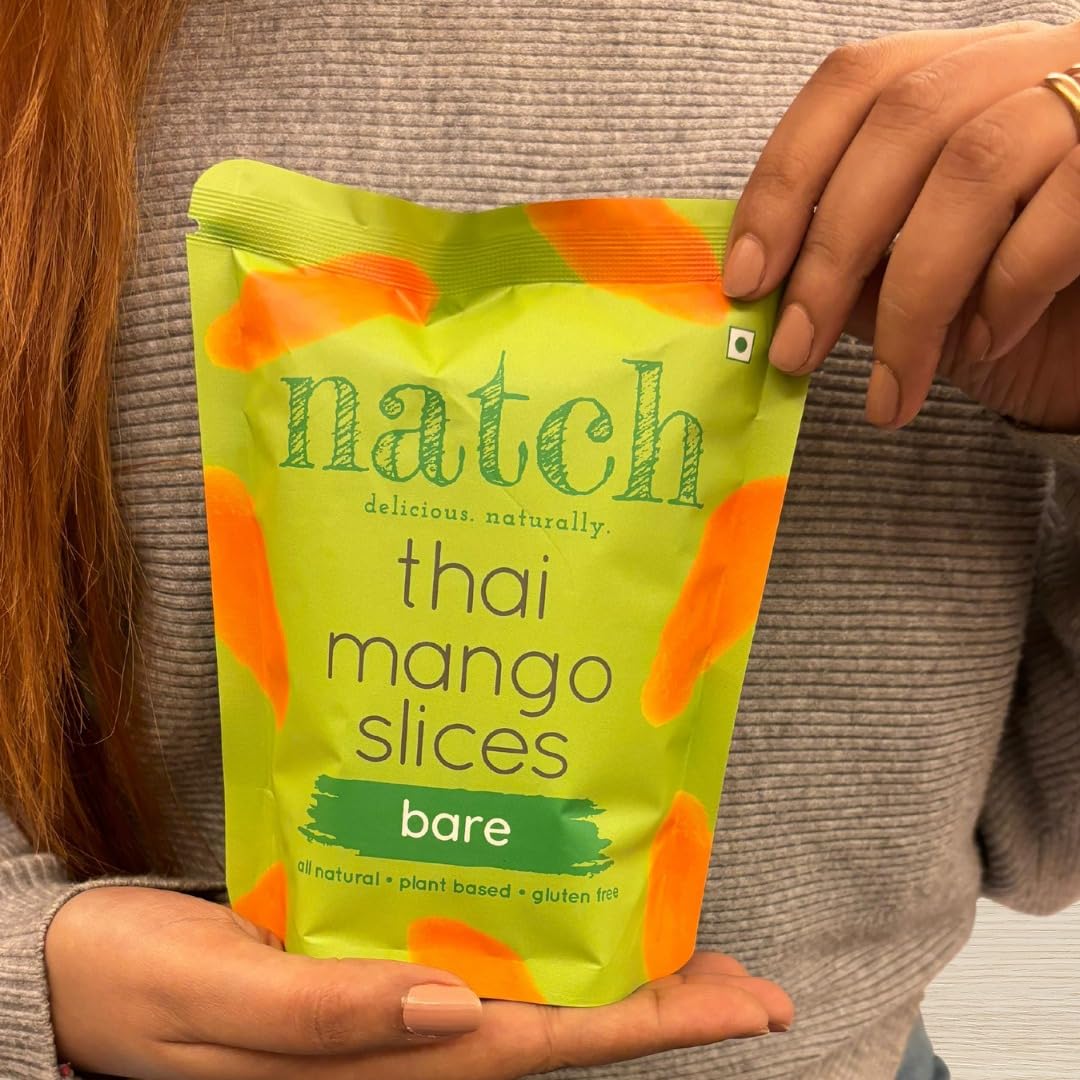 natch
delicious. naturally.
thai
mango
slices
bare
all natural • plant based • gluten free